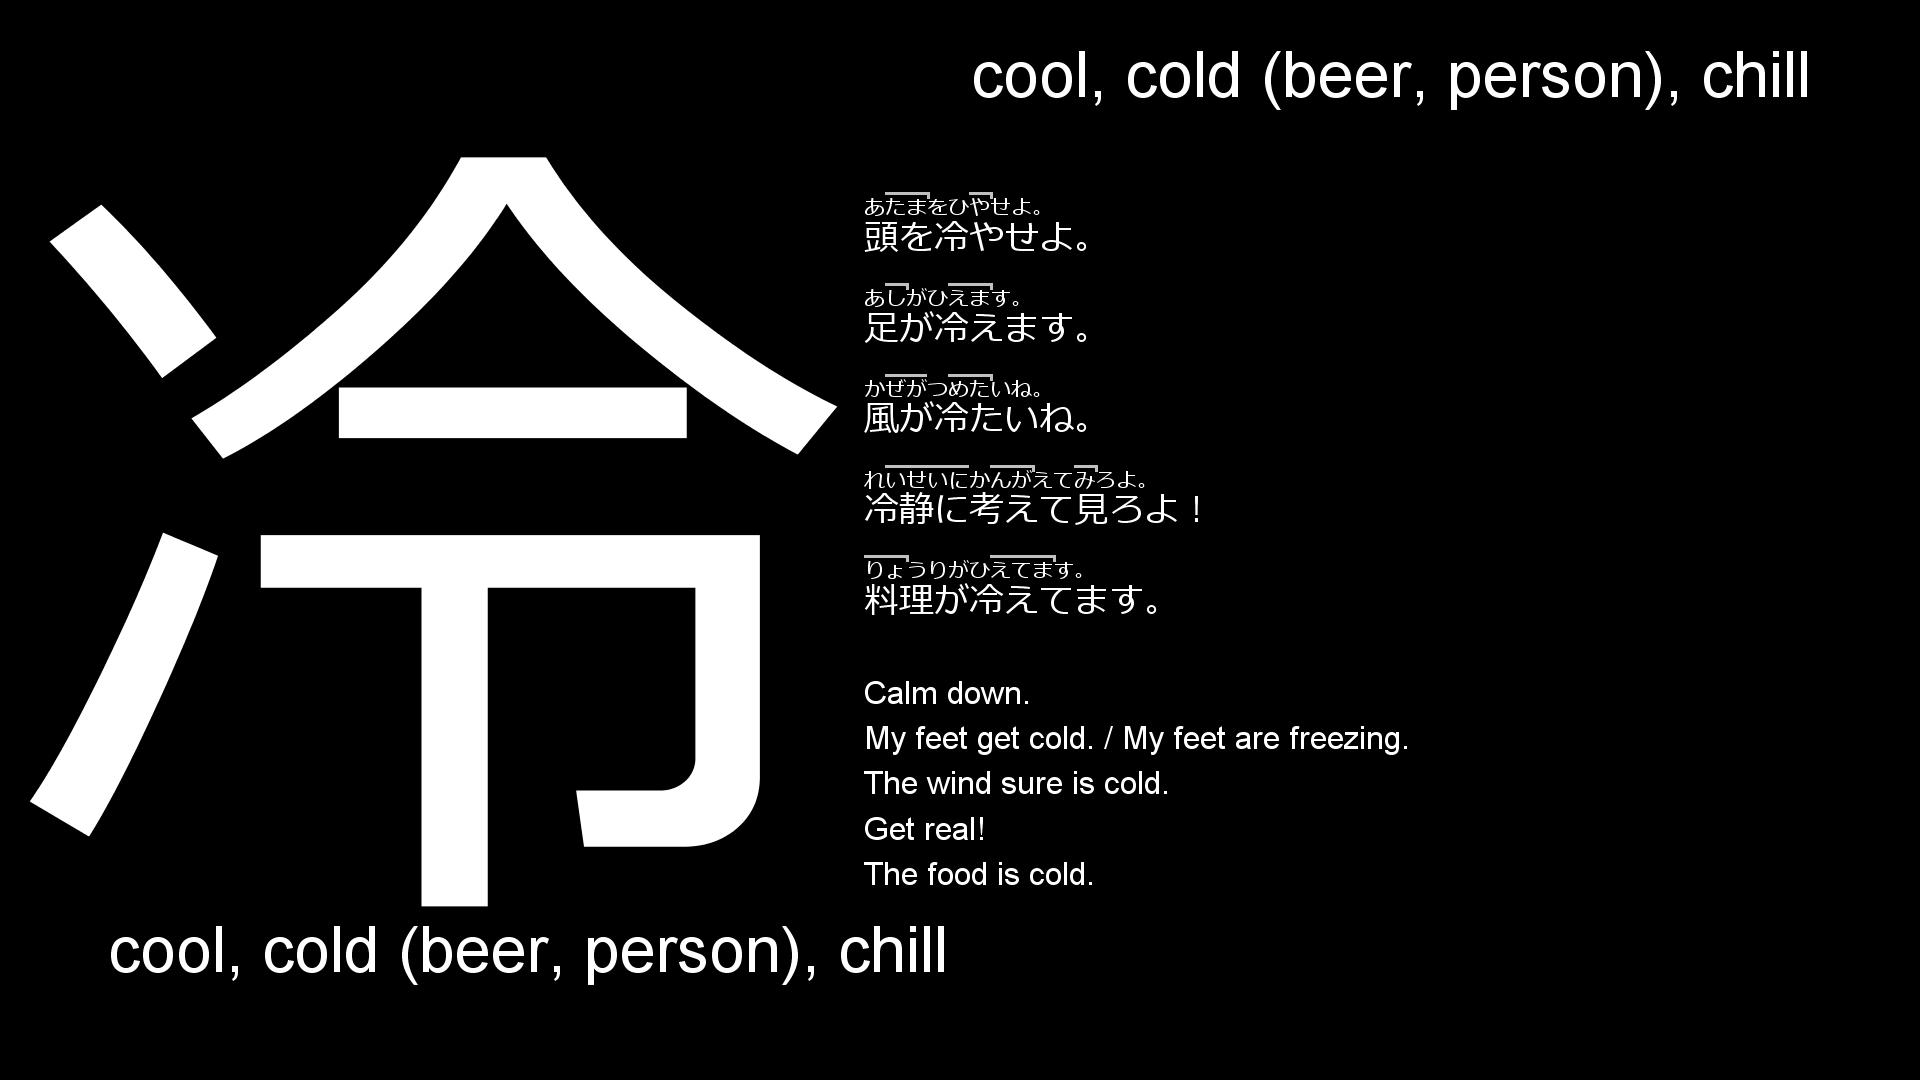 cool, cold (beer, person), chill
冷
あたまをひやせよ。
頭を冷やせよ。
あしがひえます。
足が冷えます。
かぜがつめたいね。
風が冷たいね。
れいせいにかんがえてみろよ。
冷静に考えて見ろよ！
りょうりがひえてます。
料理が冷えてます。
Calm down.
My feet get cold. / My feet are freezing.
The wind sure is cold.
Get real!
The food is cold.
cool, cold (beer, person), chill